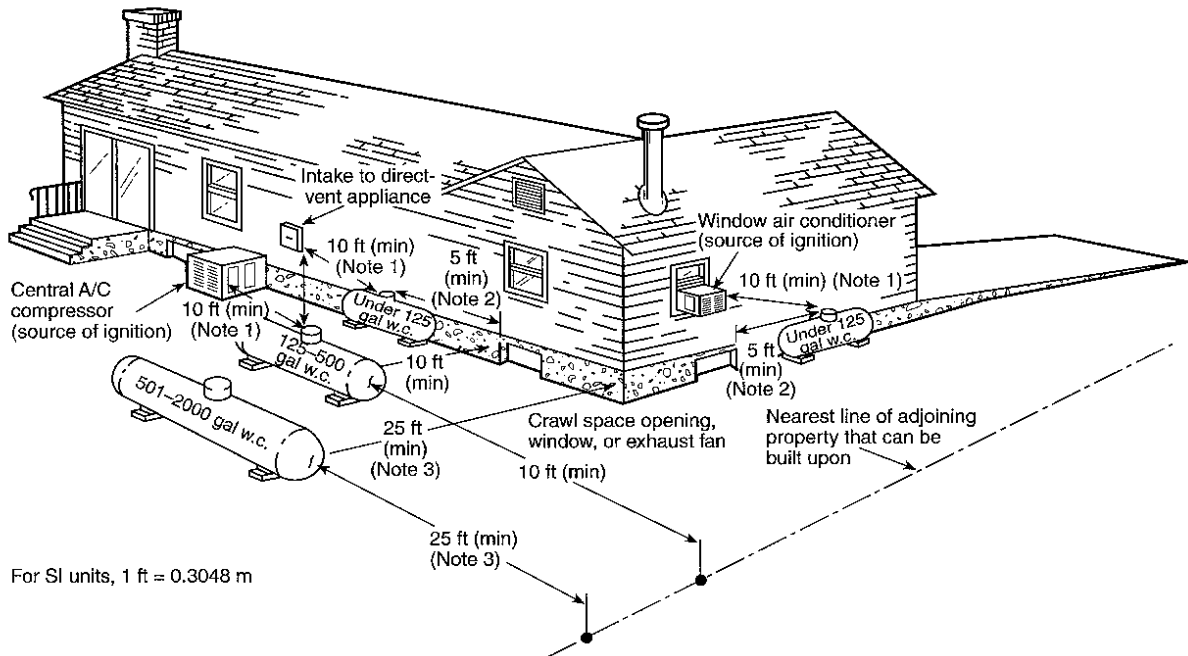 Intake to direct-
vent appliance
10 ft (min)
(Note 1)
5 ft
(min)
(Note 2)
Window air conditioner
(source of ignition)
10 ft (min) (Note 1)
Central A/C
compressor
(source of ignition)
10 ft (min)
(Note 1)
Under 125
gal w.c.
Under 125
gal w.c.
125–500
gal w.c.
10 ft
(min)
5 ft
(min)
(Note 2)
501–2000 gal w.c.
25 ft
(min)
(Note 3)
Crawl space opening,
window, or exhaust fan
Nearest line of adjoining
property that can be
built upon
10 ft (min)
25 ft (min)
(Note 3)
For SI units, 1 ft = 0.3048 m